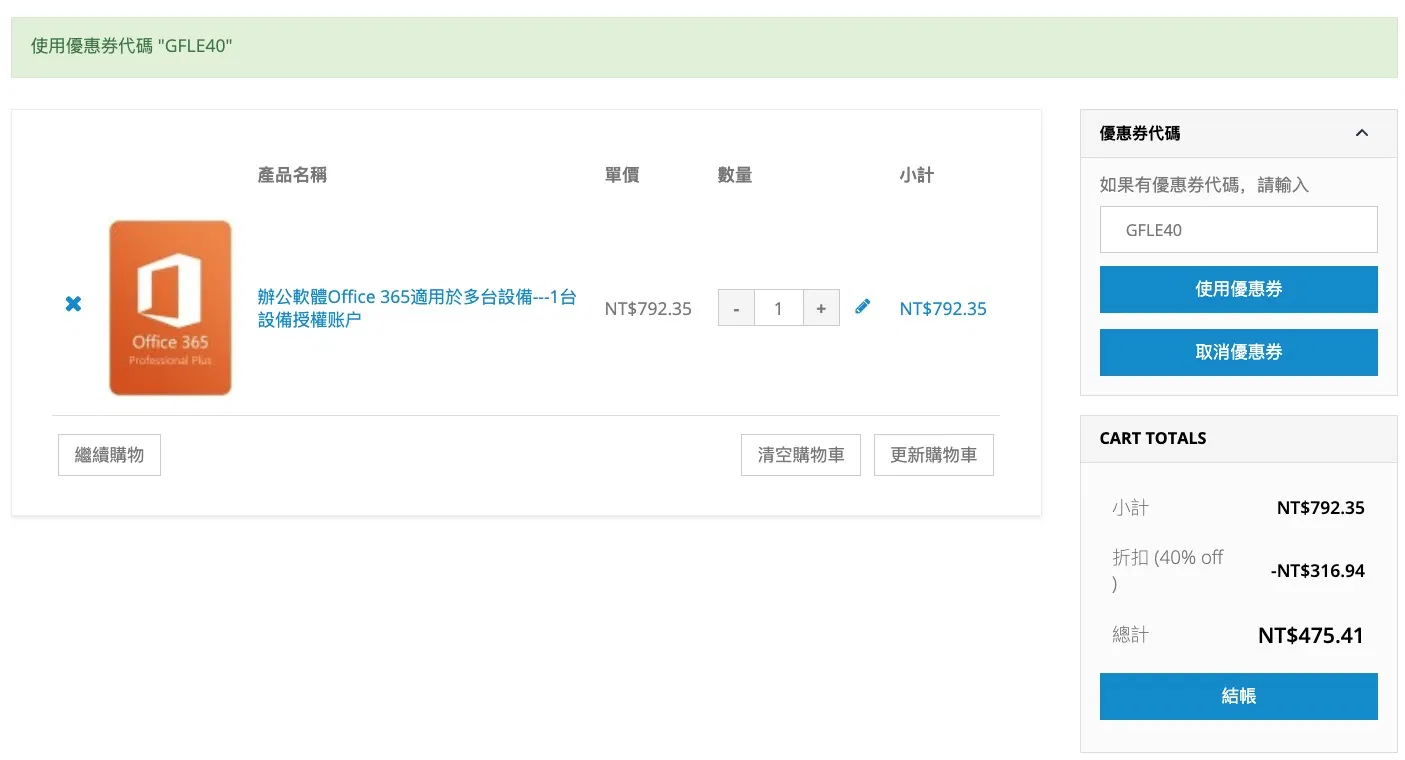 使用優惠券代碼 "GFLE40"
產品名稱
單價
數量
小計
Office 365
Professional Plus
辦公軟體Office 365適用於多台設備---1台
設備授權账户
NT$792.35
-
1
+
NT$792.35
繼續購物
清空購物車
更新購物車
優惠券代碼
如果有優惠券代碼，請輸入
GFLE40
使用優惠券
取消優惠券
CART TOTALS
小計
NT$792.35
折扣 (40% off
)
-NT$316.94
總計
NT$475.41
結帳